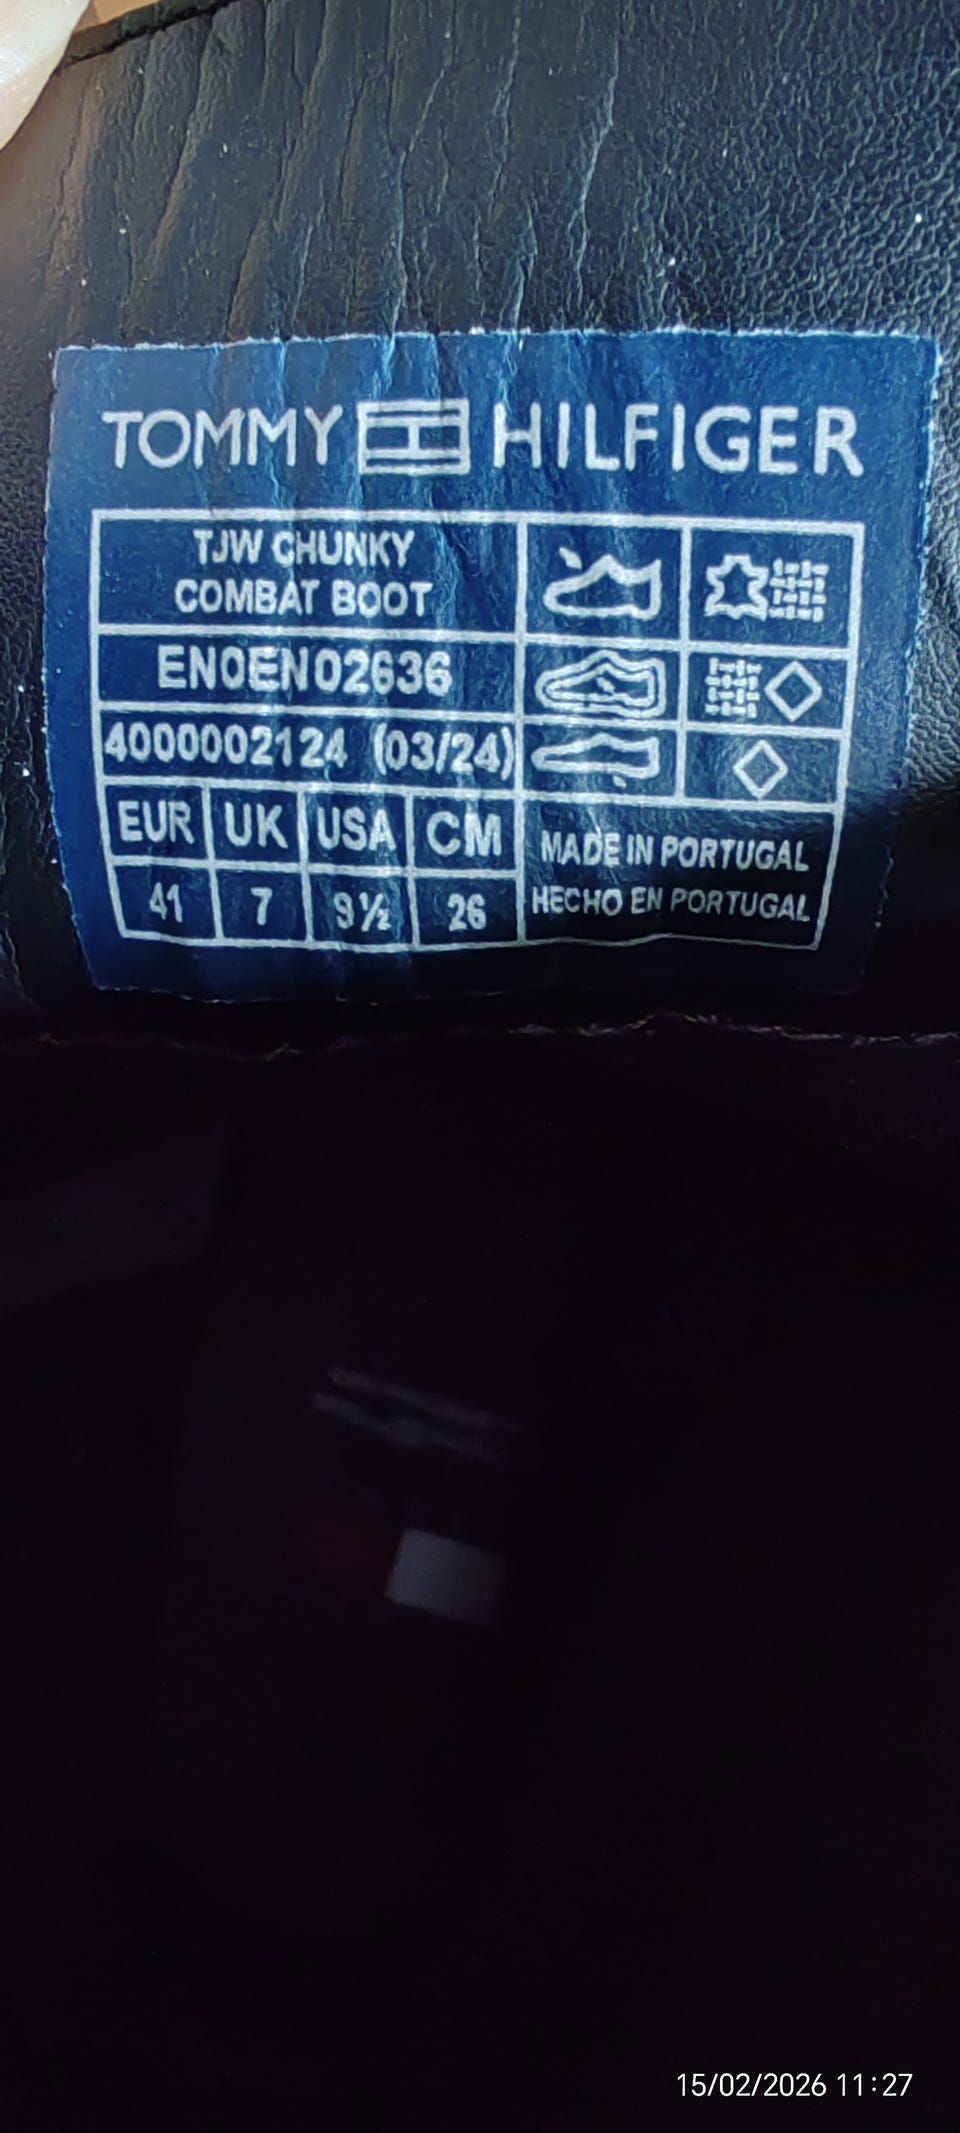 TOMMY HILFIGER
TJW CHUNKY
COMBAT BOOT
EN0EN02636
4000002124 (03/24)
EUR UK USA CM
41 7 9½ 26
MADE IN PORTUGAL
HECHO EN PORTUGAL
15/02/2026 11:27